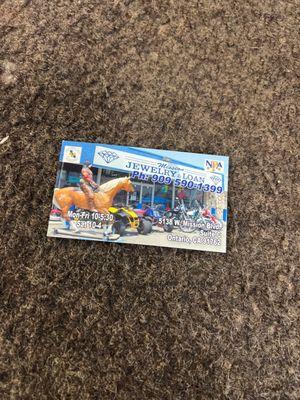 Mission
JEWELRY & LOAN
NPA
Ph: 909 590-1399
Mon-Fri 10-5:30
Sat 10-4
5138 W. Mission Blvd
Ontario, CA 91762